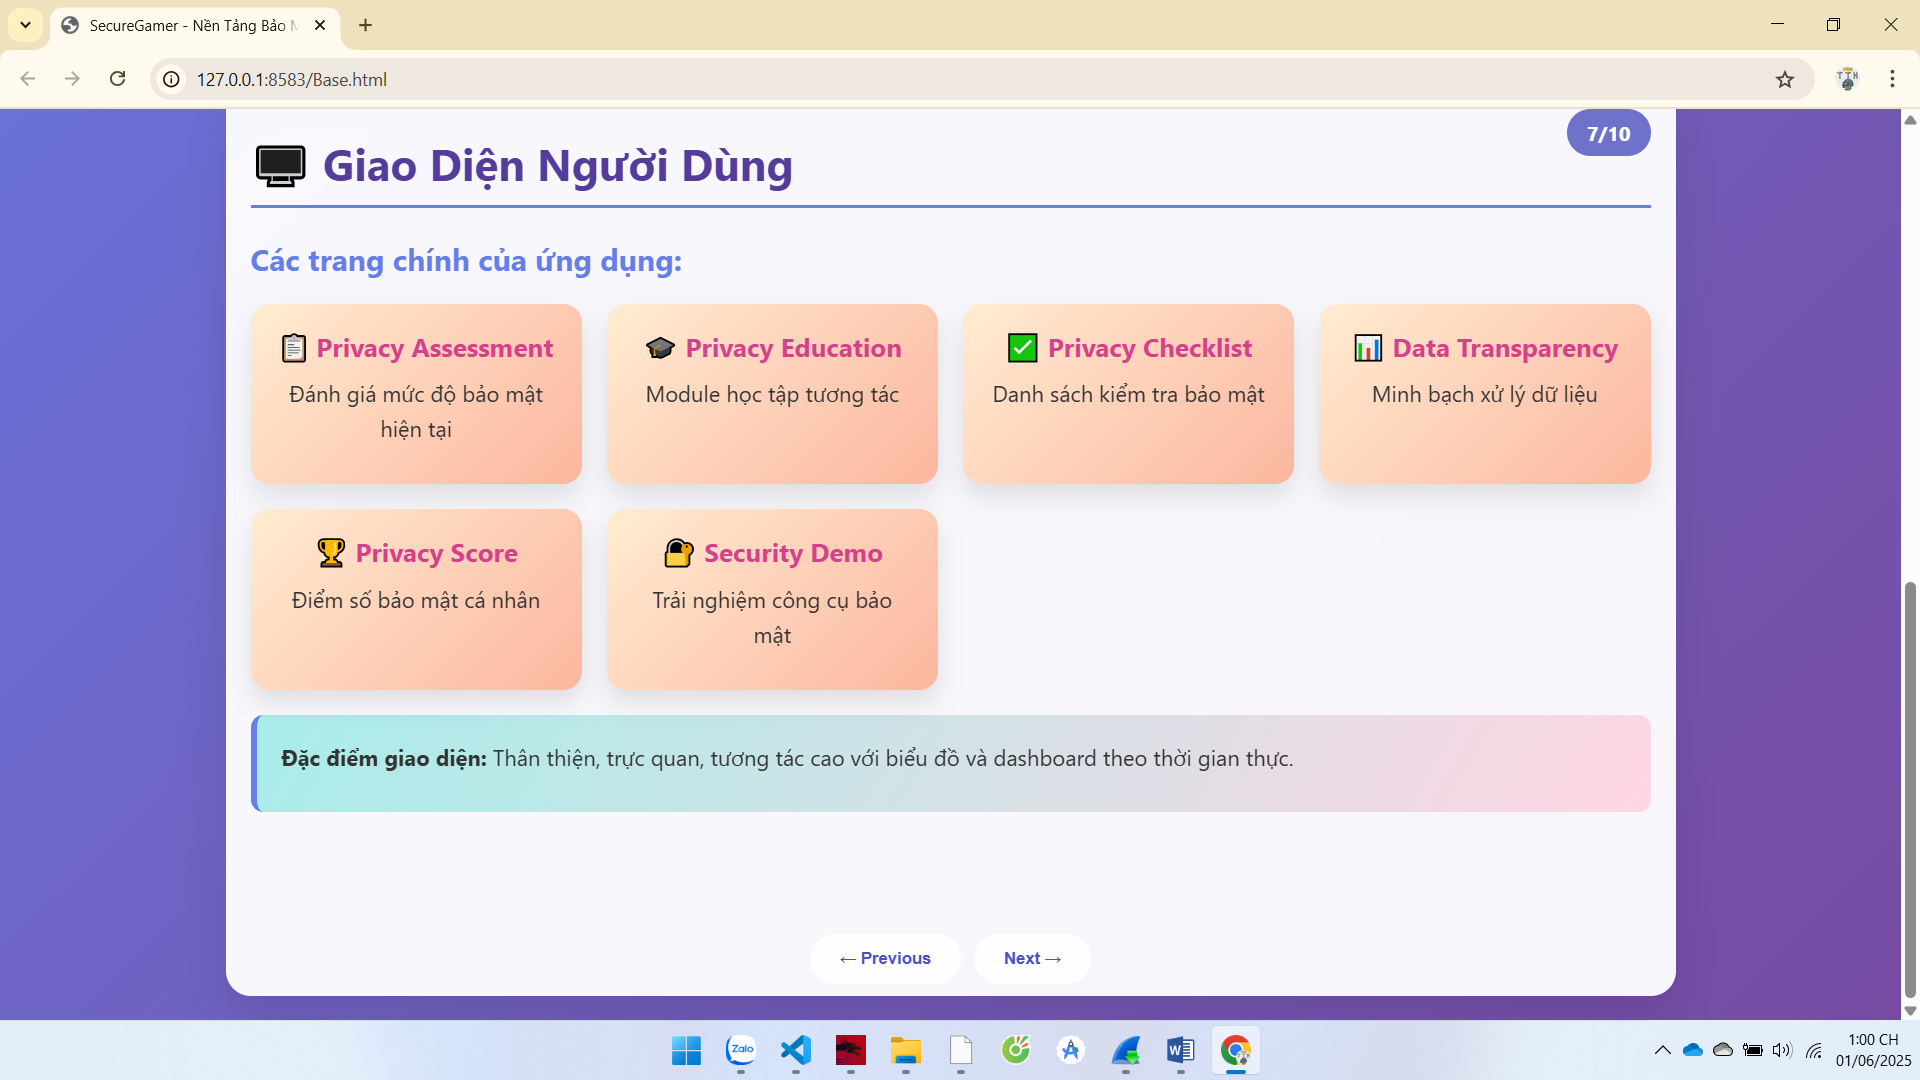 SecureGamer - Nền Tảng Bảo M
127.0.0.1:8583/Base.html
7/10
Giao Diện Người Dùng
Các trang chính của ứng dụng:
Privacy Assessment
Đánh giá mức độ bảo mật
hiện tại
Privacy Education
Module học tập tương tác
Privacy Checklist
Danh sách kiểm tra bảo mật
Data Transparency
Minh bạch xử lý dữ liệu
Privacy Score
Điểm số bảo mật cá nhân
Security Demo
Trải nghiệm công cụ bảo
mật
Đặc điểm giao diện: Thân thiện, trực quan, tương tác cao với biểu đồ và dashboard theo thời gian thực.
← Previous
Next →
Zalo
1:00 CH
01/06/2025